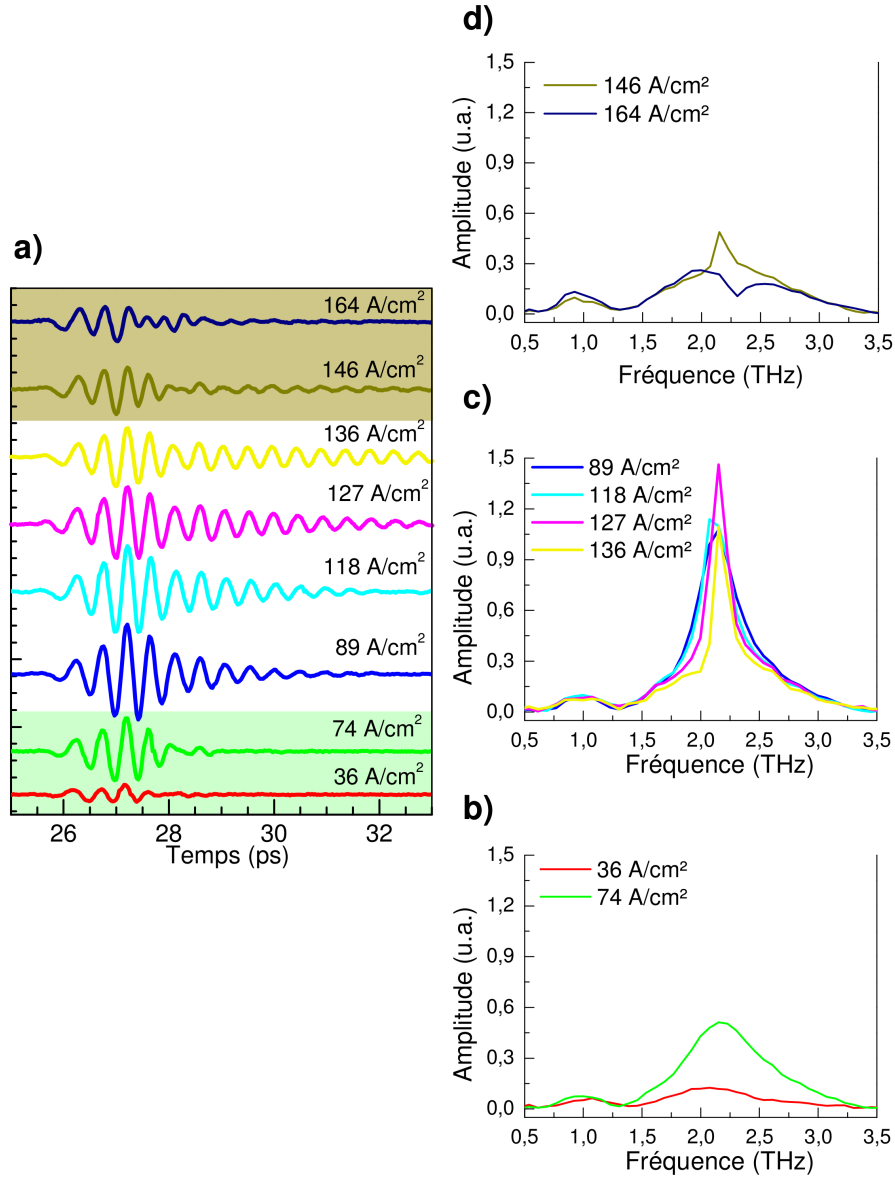 a)
164 A/cm²
146 A/cm²
136 A/cm²
127 A/cm²
118 A/cm²
89 A/cm²
74 A/cm²
36 A/cm²
26 28 30 32
Temps (ps)
d)
1,5
1,2
0,9
0,6
0,3
0,0
Amplitude (u.a.)
146 A/cm²
164 A/cm²
0,5 1,0 1,5 2,0 2,5 3,0 3,5
Fréquence (THz)
c)
1,5
1,2
0,9
0,6
0,3
0,0
Amplitude (u.a.)
89 A/cm²
118 A/cm²
127 A/cm²
136 A/cm²
0,5 1,0 1,5 2,0 2,5 3,0 3,5
Fréquence (THz)
b)
1,5
1,2
0,9
0,6
0,3
0,0
Amplitude (u.a.)
36 A/cm²
74 A/cm²
0,5 1,0 1,5 2,0 2,5 3,0 3,5
Fréquence (THz)